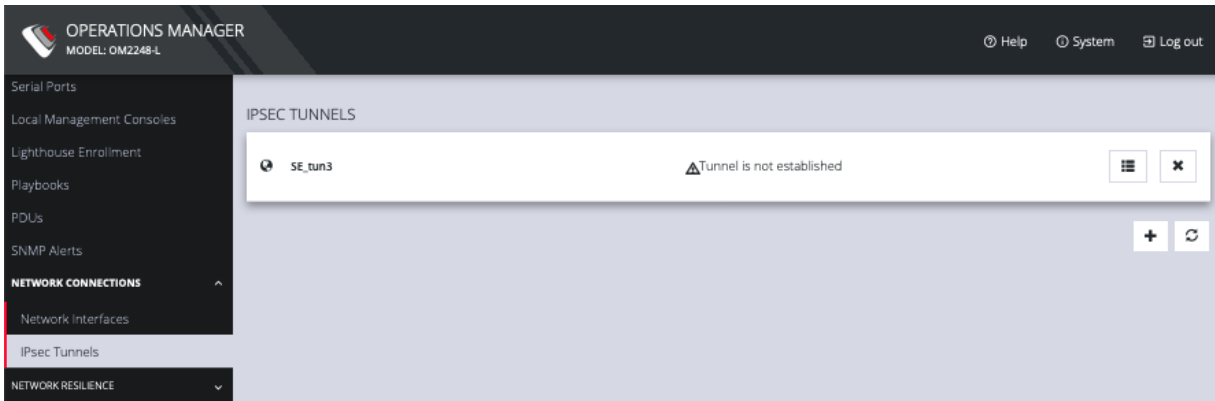 OPERATIONS MANAGER
MODEL: OM2248-L
Help
System
Log out
Serial Ports
Local Management Consoles
Lighthouse Enrollment
Playbooks
PDUs
SNMP Alerts
NETWORK CONNECTIONS
Network Interfaces
IPsec Tunnels
NETWORK RESILIENCE
IPSEC TUNNELS
SE_tun3
Tunnel is not established